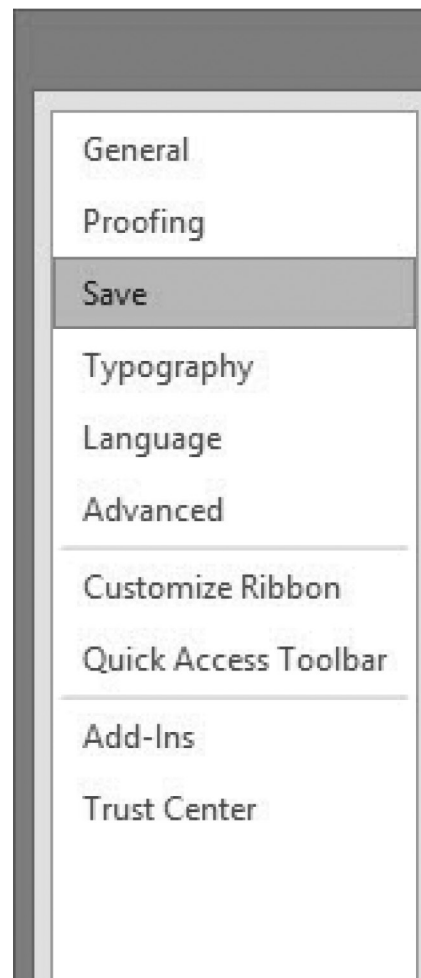 General
Proofing
Save
Typography
Language
Advanced
Customize Ribbon
Quick Access Toolbar
Add-Ins
Trust Center